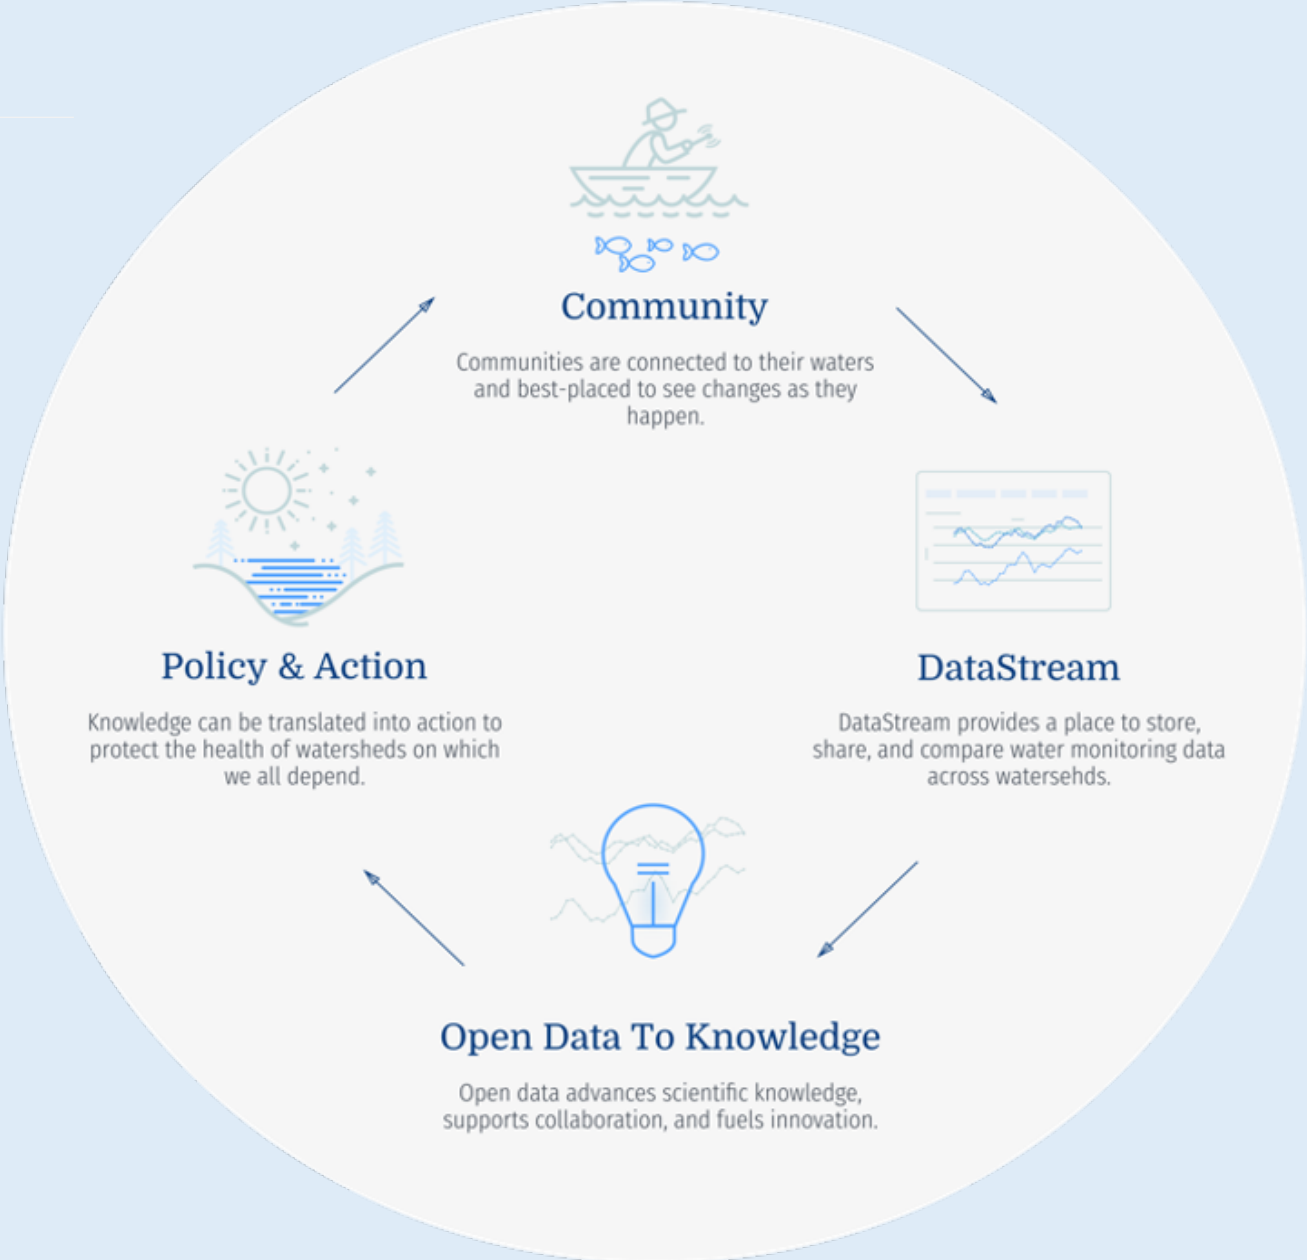 Community
Communities are connected to their waters
and best-placed to see changes as they
happen.
Policy & Action
Knowledge can be translated into action to
protect the health of watersheds on which
we all depend.
DataStream
DataStream provides a place to store,
share, and compare water monitoring data
across watersehds.
Open Data To Knowledge
Open data advances scientific knowledge,
supports collaboration, and fuels innovation.